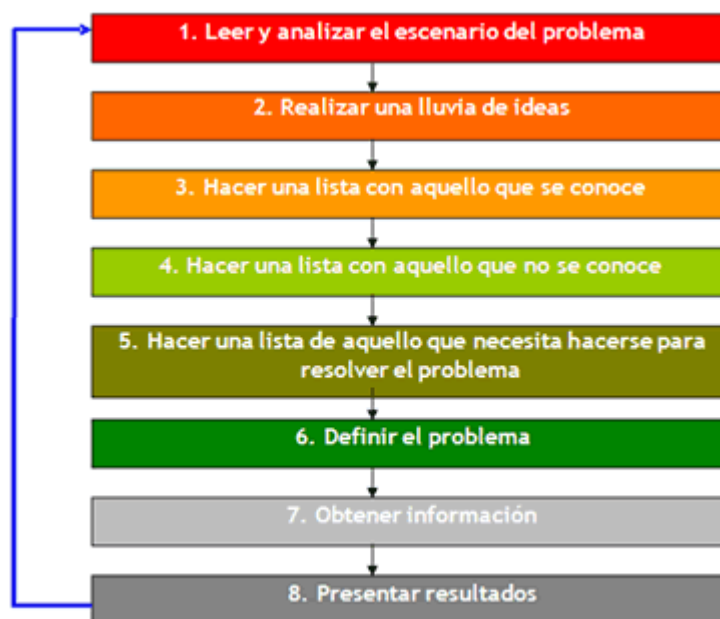 1. Leer y analizar el escenario del problema
2. Realizar una lluvia de ideas
3. Hacer una lista con aquello que se conoce
4. Hacer una lista con aquello que no se conoce
5. Hacer una lista de aquello que necesita hacerse para
resolver el problema
6. Definir el problema
7. Obtener información
8. Presentar resultados